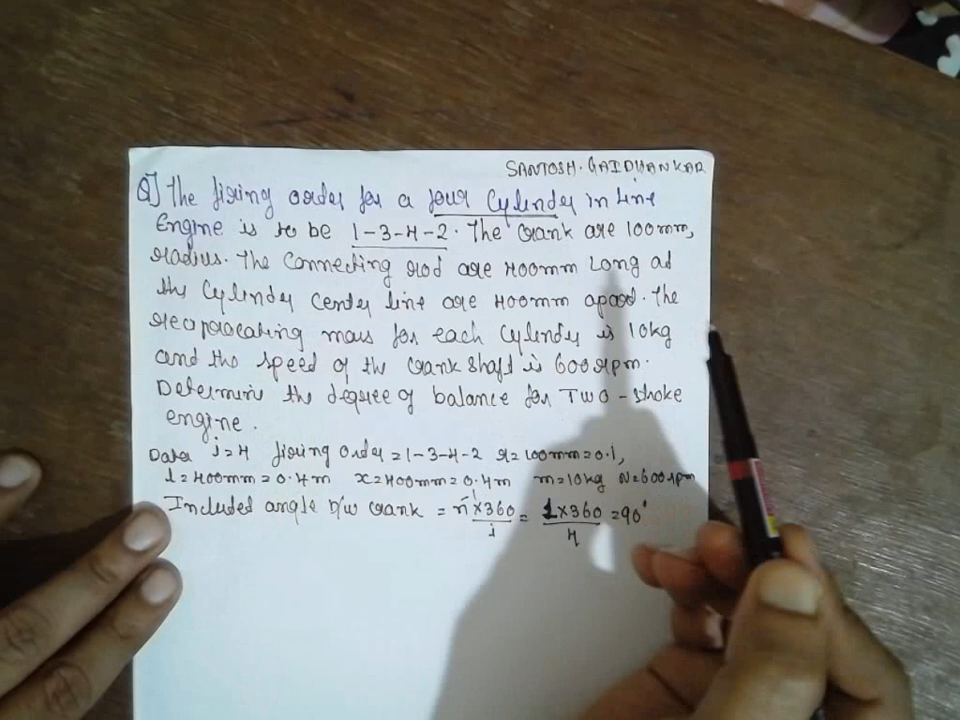 SANTOSH. GAIDHANKAR
Q] The firing order for a four Cylinder in line
Engine is to be 1-3-4-2. The Crank are 100mm,
radius. The Connecting rod are 400mm Long ad
the Cylinder Center line are 400mm apart. The
reciprocating mass for each Cylinder is 10kg
and the speed of the crank shaft is 600rpm.
Determine the degree of balance for Two-stroke
engine.
Data i=4 firing order=1-3-4-2 r=100mm=0.1,
l=400mm=0.4m x=400mm=0.4m m=10kg N=600rpm
Included angle b/w crank = n'×360/i = 1×360/4 =90°